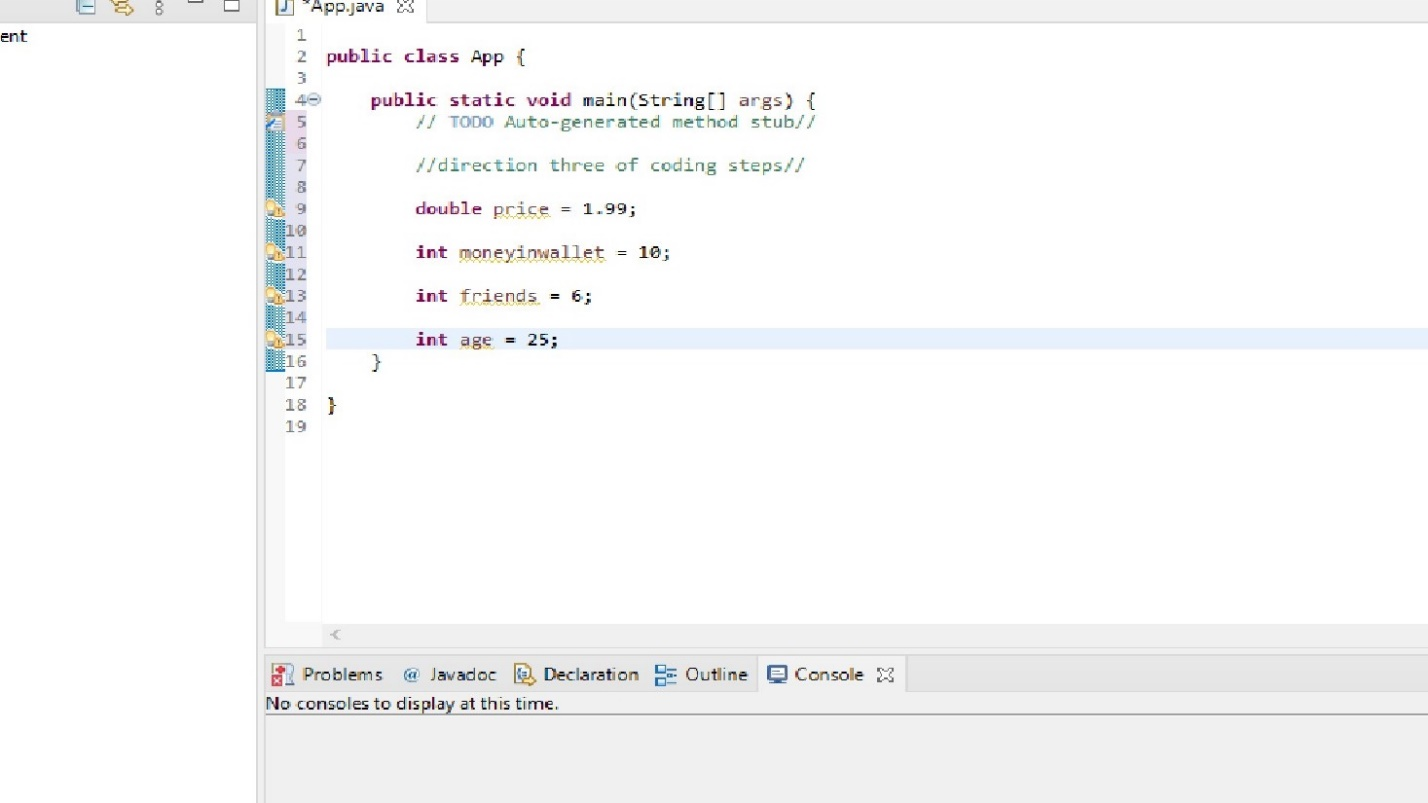 *App.java
ent
1
2 public class App {
3
4 public static void main(String[] args) {
5 // TODO Auto-generated method stub//
6
7 //direction three of coding steps//
8
9 double price = 1.99;
10
11 int moneyinwallet = 10;
12
13 int friends = 6;
14
15 int age = 25;
16 }
17
18 }
19
Problems @ Javadoc Declaration Outline Console
No consoles to display at this time.